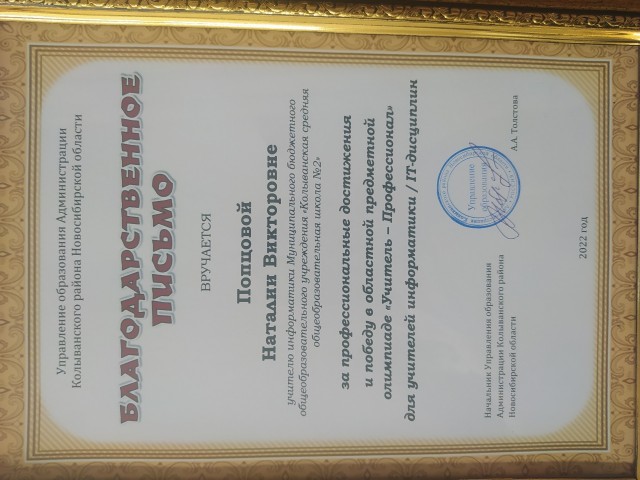 Управление образования Администрации
Колыванского района Новосибирской области
БЛАГОДАРСТВЕННОЕ
ПИСЬМО
ВРУЧАЕТСЯ
Попцовой
Наталии Викторовне
учителю информатики Муниципального бюджетного
общеобразовательного учреждения «Колыванская средняя
общеобразовательная школа №2»
за профессиональные достижения
и победу в областной предметной
олимпиаде «Учитель – Профессионал»
для учителей информатики / IT-дисциплин
Начальник Управления образования
Администрации Колыванского района
Новосибирской области
Управление
образования
А.А. Толстова
2022 год